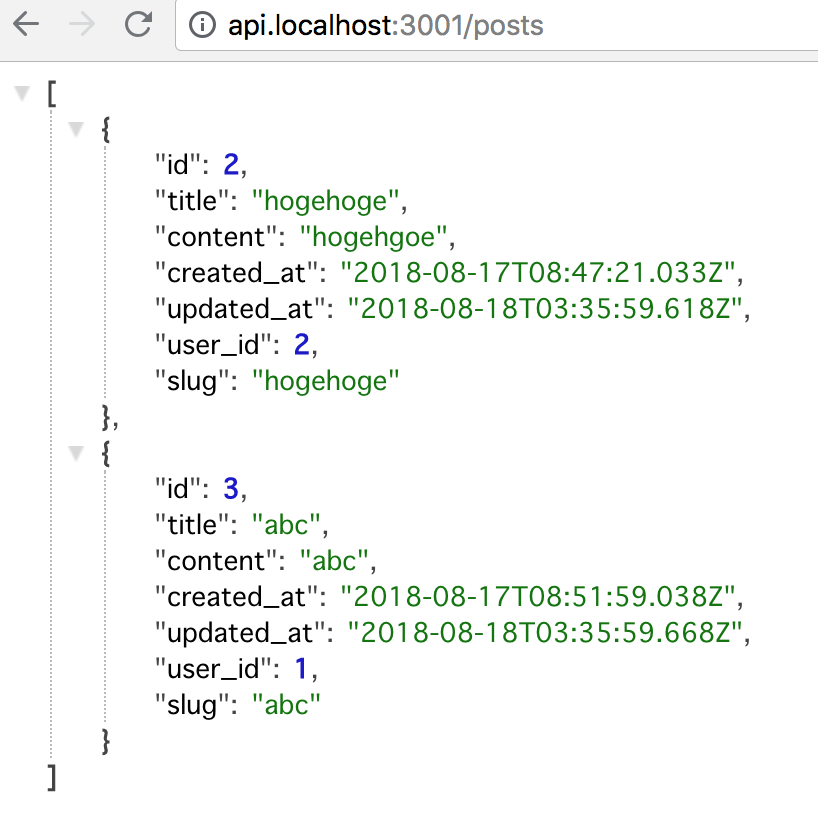 api.localhost:3001/posts
[
{
"id": 2,
"title": "hogehoge",
"content": "hogehgoe",
"created_at": "2018-08-17T08:47:21.033Z",
"updated_at": "2018-08-18T03:35:59.618Z",
"user_id": 2,
"slug": "hogehoge"
},
{
"id": 3,
"title": "abc",
"content": "abc",
"created_at": "2018-08-17T08:51:59.038Z",
"updated_at": "2018-08-18T03:35:59.668Z",
"user_id": 1,
"slug": "abc"
}
]